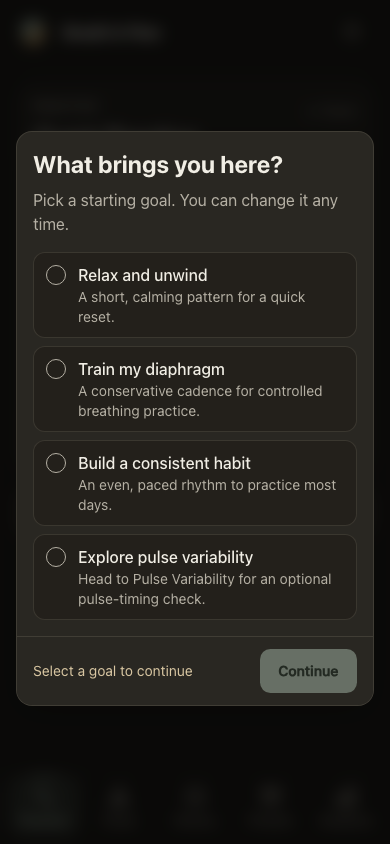 What brings you here?
Pick a starting goal. You can change it any
time.
Relax and unwind
A short, calming pattern for a quick
reset.
Train my diaphragm
A conservative cadence for controlled
breathing practice.
Build a consistent habit
An even, paced rhythm to practice most
days.
Explore pulse variability
Head to Pulse Variability for an optional
pulse-timing check.
Select a goal to continue
Continue